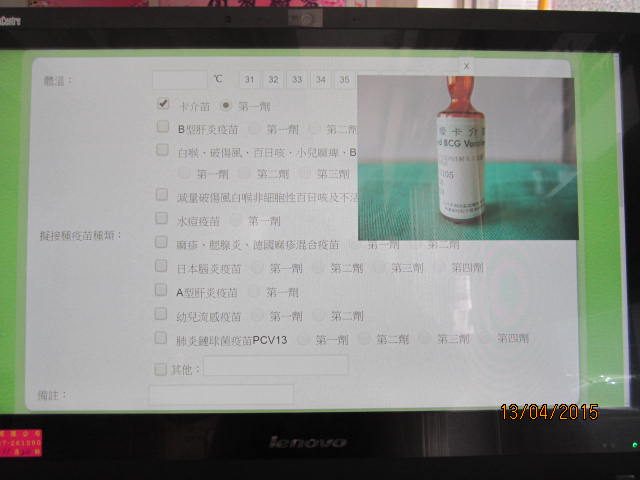 體溫： ℃ 31 32 33 34 35
X
卡介苗 第一劑
B型肝炎疫苗 第一劑 第二劑
白喉、破傷風、百日咳、小兒麻痺、B
第一劑 第二劑 第三劑
減量破傷風白喉非細胞性百日咳及不活
水痘疫苗 第一劑
擬接種疫苗種類：
麻疹、腮腺炎、德國麻疹混合疫苗 第一劑 第二劑
日本腦炎疫苗 第一劑 第二劑 第三劑 第四劑
A型肝炎疫苗 第一劑
幼兒流感疫苗 第一劑 第二劑
肺炎鏈球菌疫苗PCV13 第一劑 第二劑 第三劑 第四劑
其他：
備註：
卡介
BCG Vacc
lenovo
13/04/2015